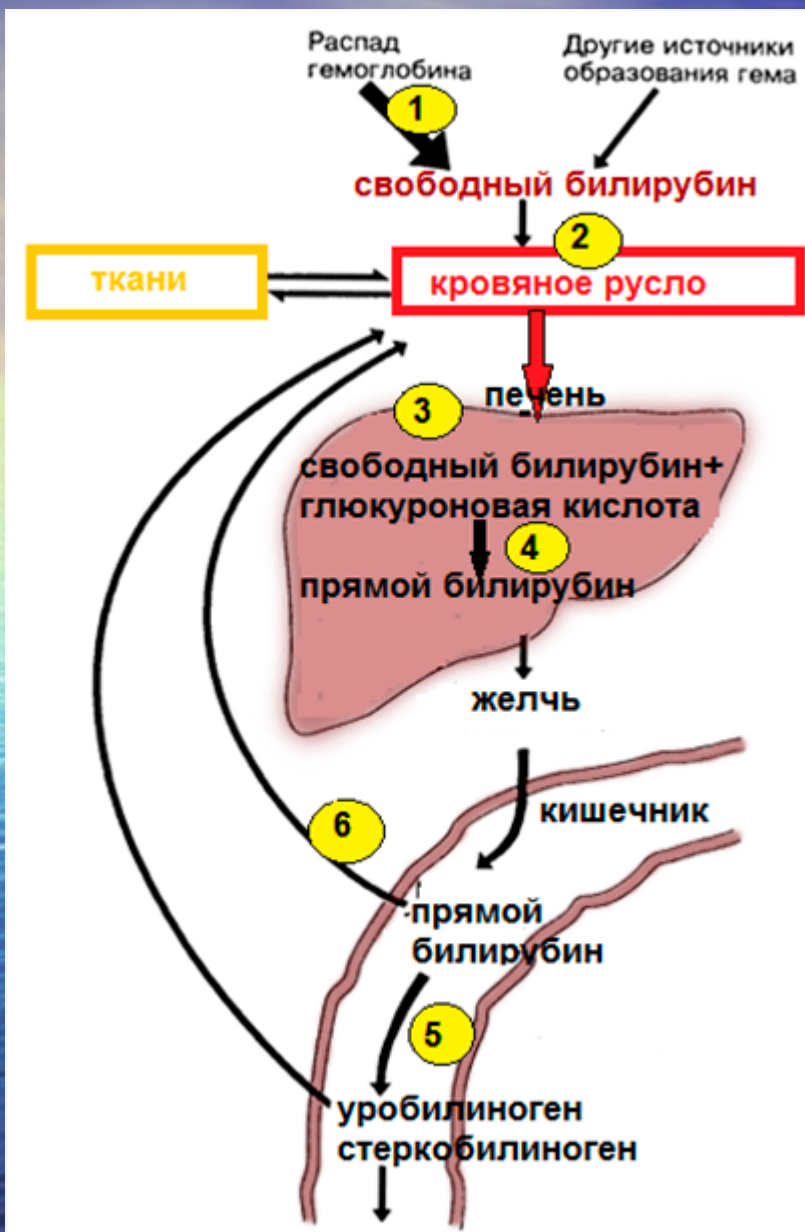 Распад
гемоглобина
Другие источники
образования гема
1
свободный билирубин
2
ткани
кровяное русло
печень
3
свободный билирубин+
глюкуроновая кислота
4
прямой билирубин
желчь
кишечник
6
прямой
билирубин
5
уробилиноген
стеркобилиноген